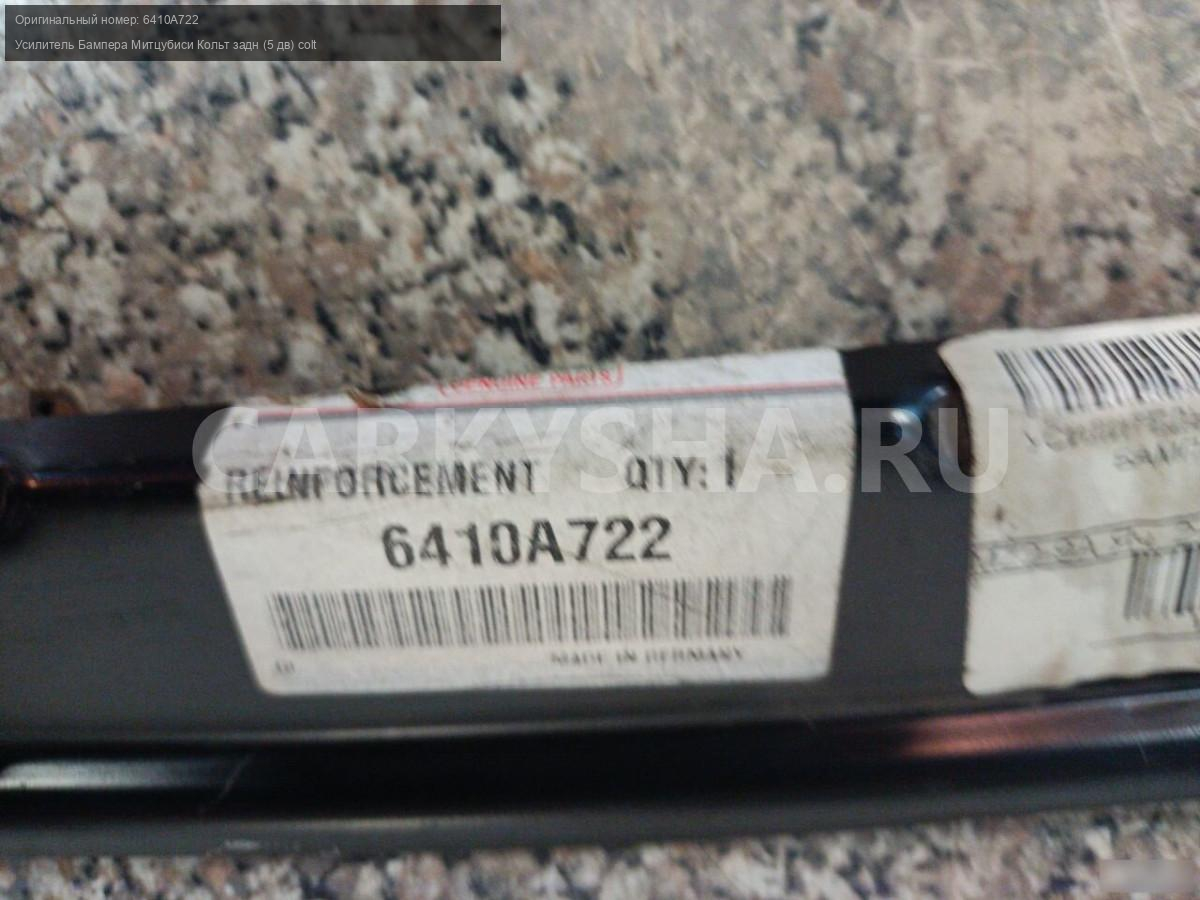 Оригинальный номер: 6410A722
Усилитель Бампера Митцубиси Кольт задн (5 дв) colt
GENUINE PARTS
CARKYSHA.RU
REINFORCEMENT QTY: 1
6410A722
MADE IN GERMANY